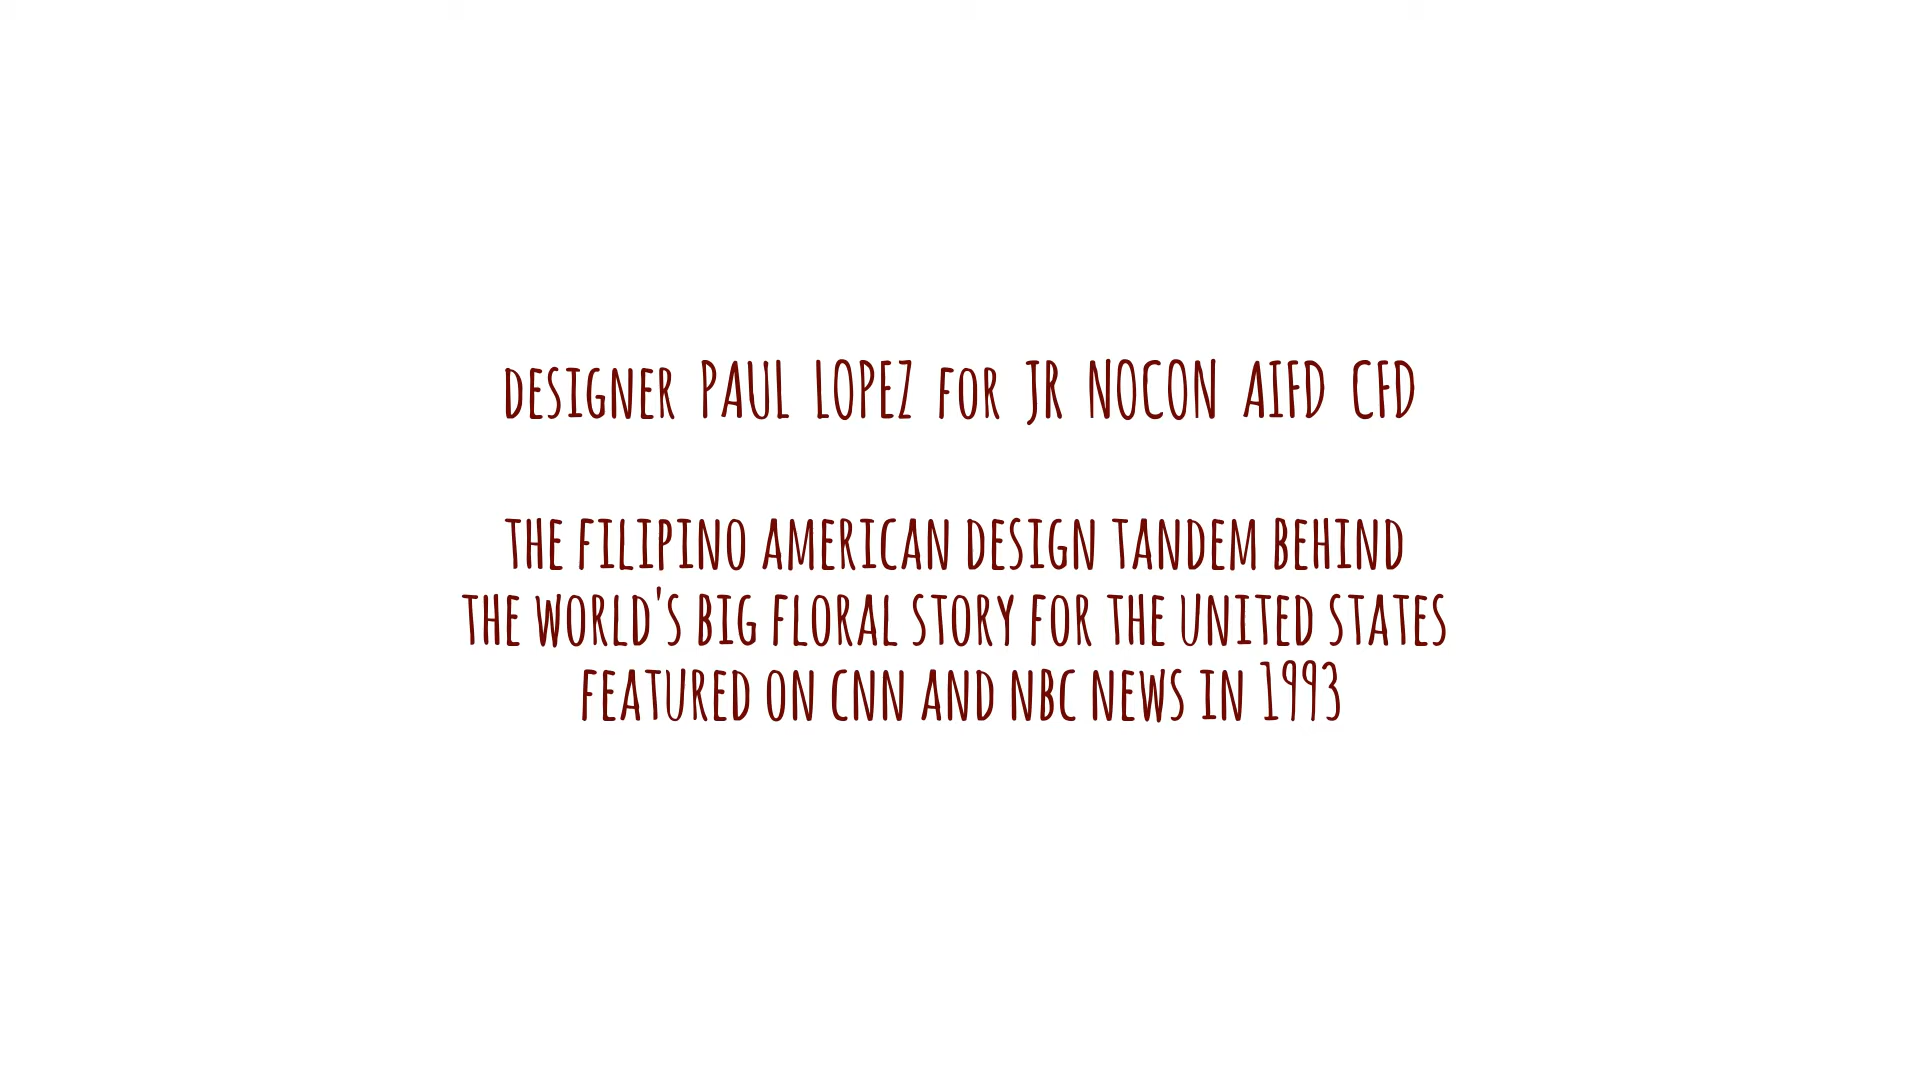 DESIGNER PAUL LOPEZ FOR JR NOCON AIFD CFD
THE FILIPINO AMERICAN DESIGN TANDEM BEHIND
THE WORLD'S BIG FLORAL STORY FOR THE UNITED STATES
FEATURED ON CNN AND NBC NEWS IN 1993